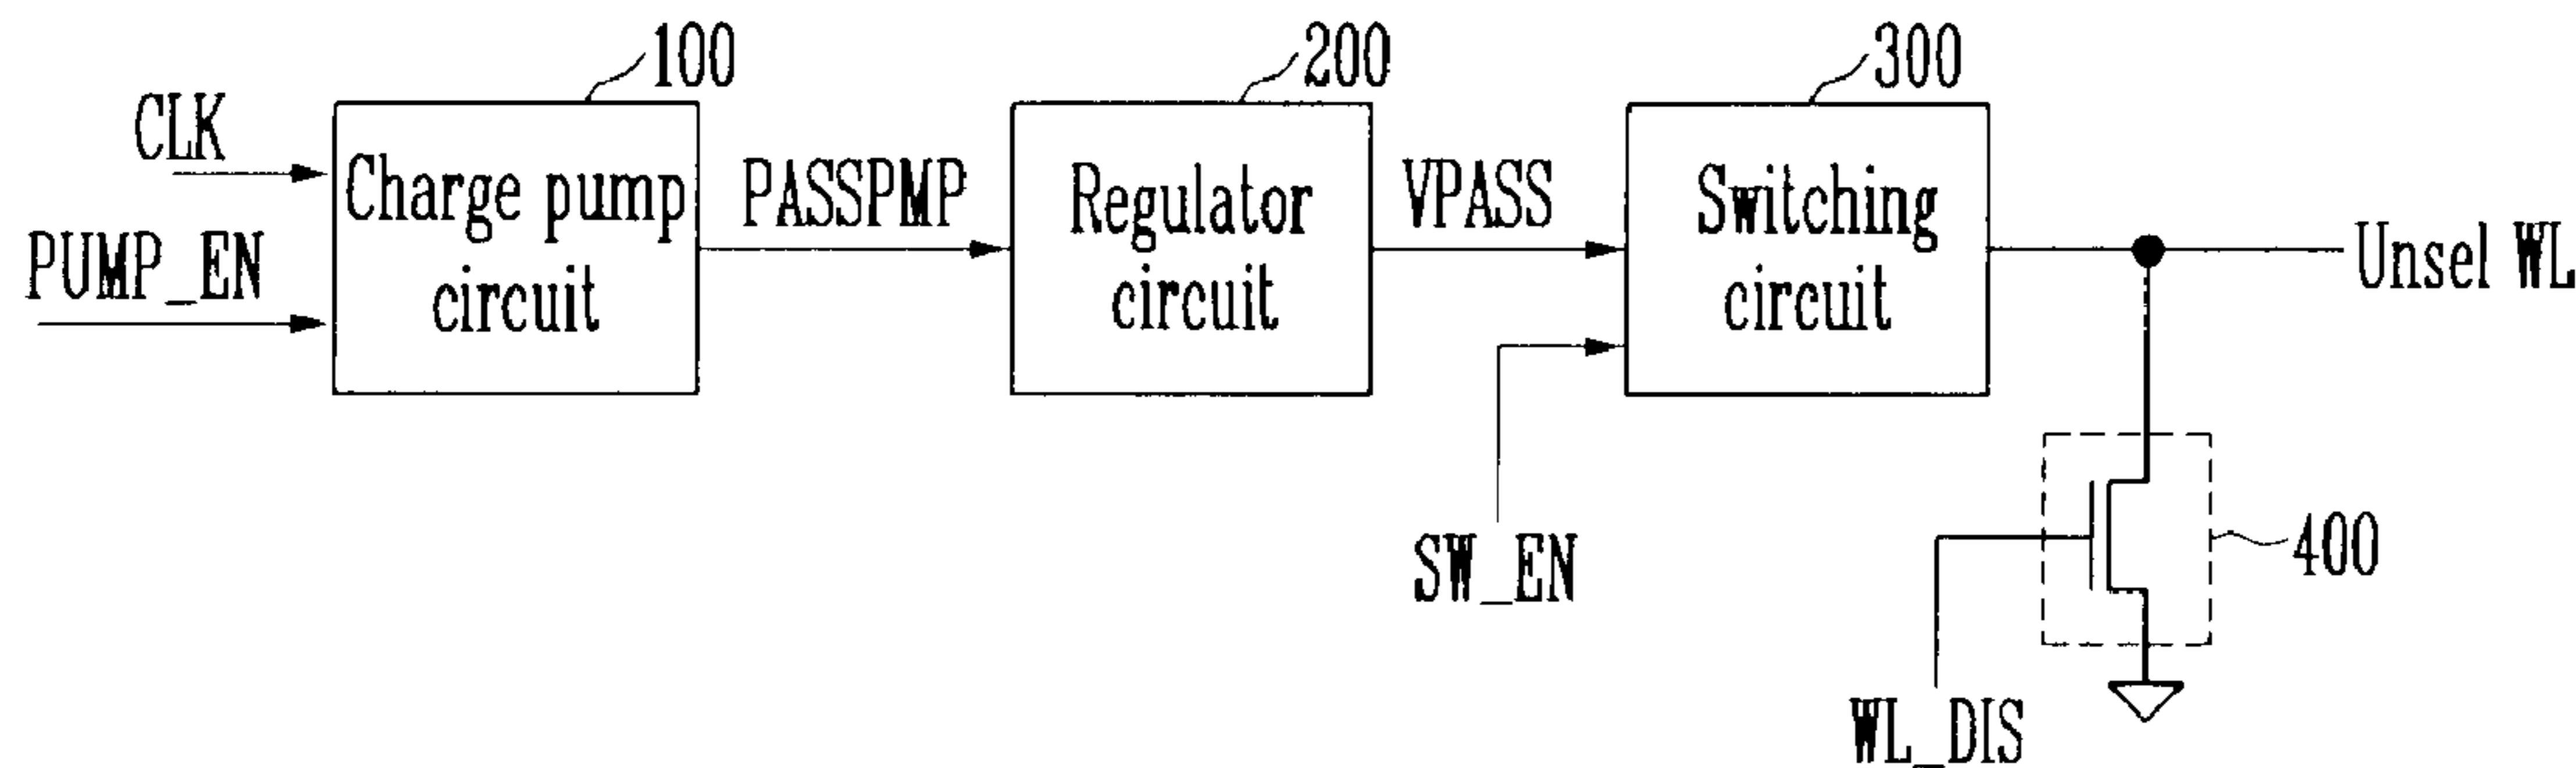 100
200
300
CLK
PUMP_EN
Charge pump
circuit
PASSPMP
Regulator
circuit
VPASS
Switching
circuit
Unsel WL
SW_EN
400
WL_DIS